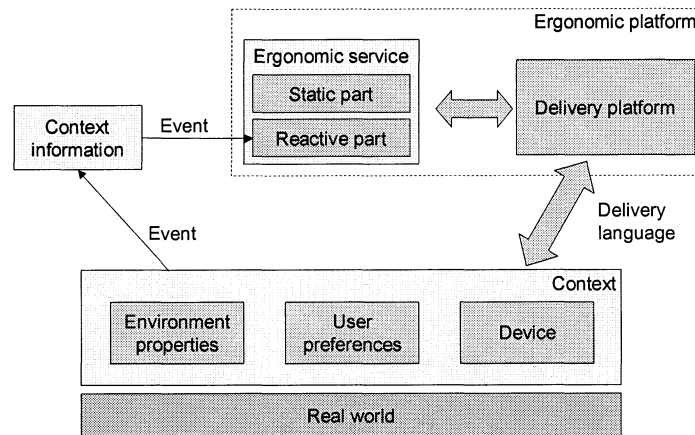 Ergonomic platform
Ergonomic service
Static part
Reactive part
Delivery platform
Context
information
Event
Event
Delivery
language
Context
Environment
properties
User
preferences
Device
Real world